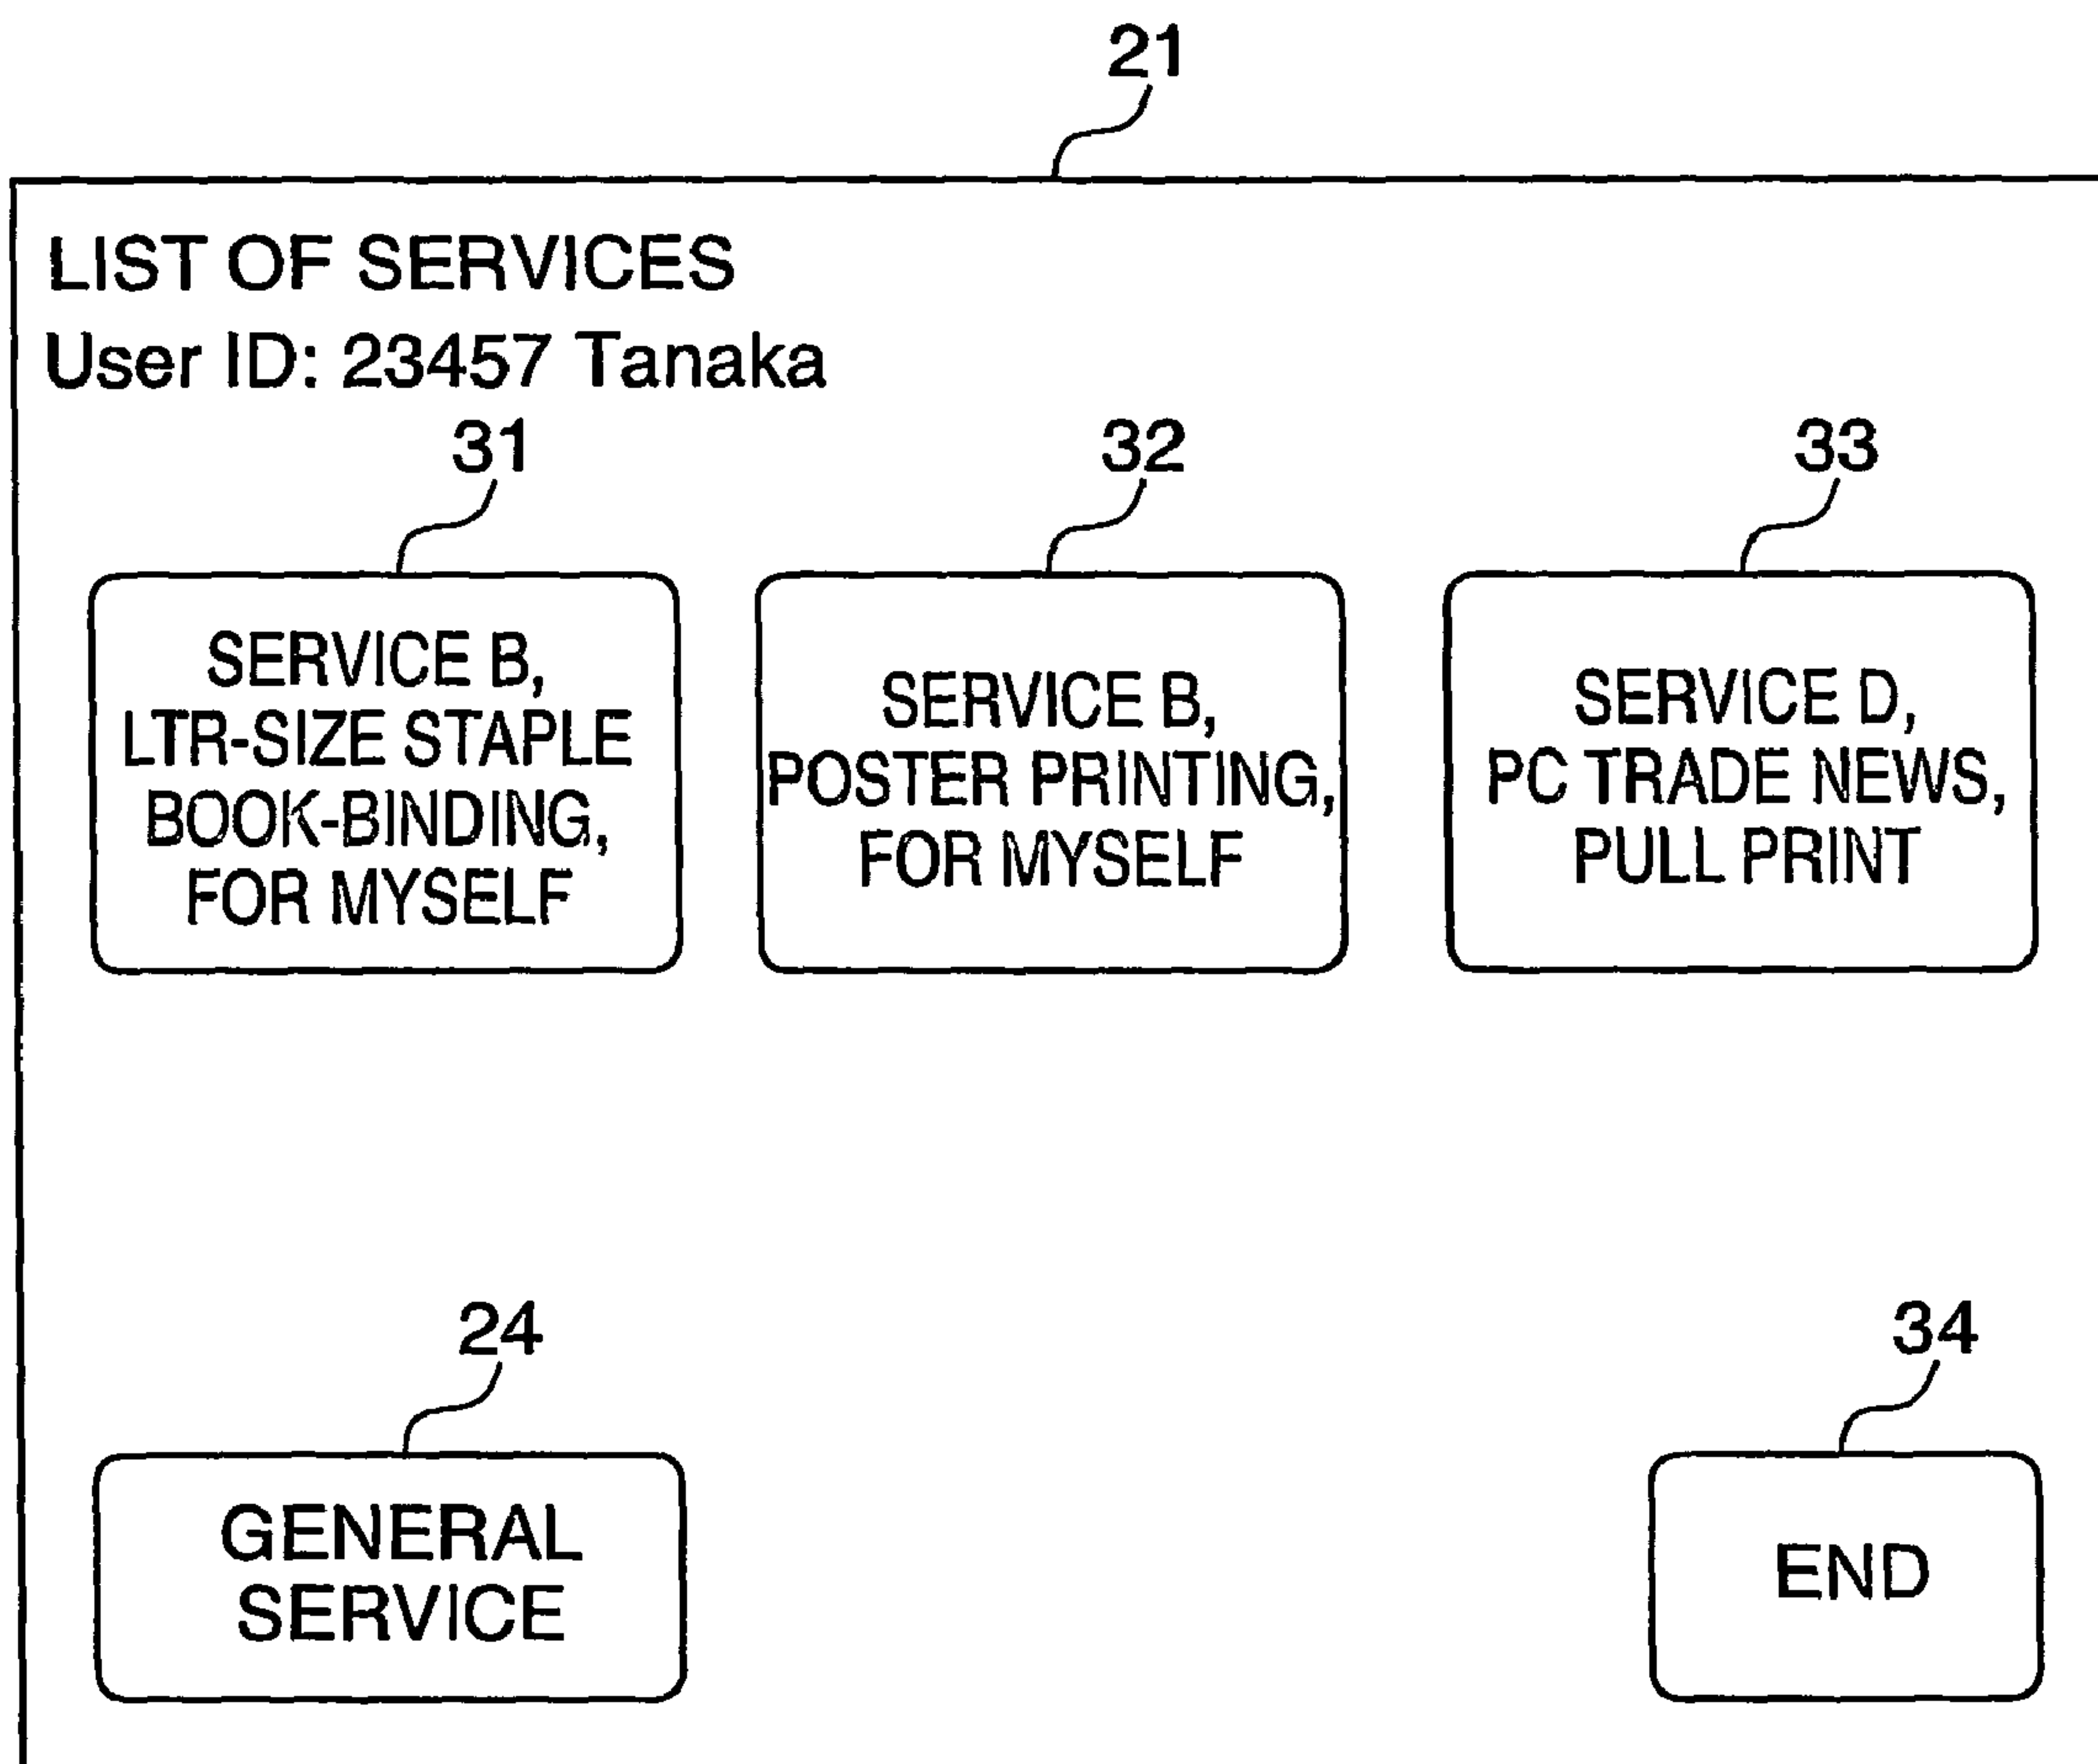 21
LIST OF SERVICES
User ID: 23457 Tanaka
31
32
33
SERVICE B,
LTR-SIZE STAPLE
BOOK-BINDING,
FOR MYSELF
SERVICE B,
POSTER PRINTING,
FOR MYSELF
SERVICE D,
PC TRADE NEWS,
PULL PRINT
24
34
GENERAL
SERVICE
END